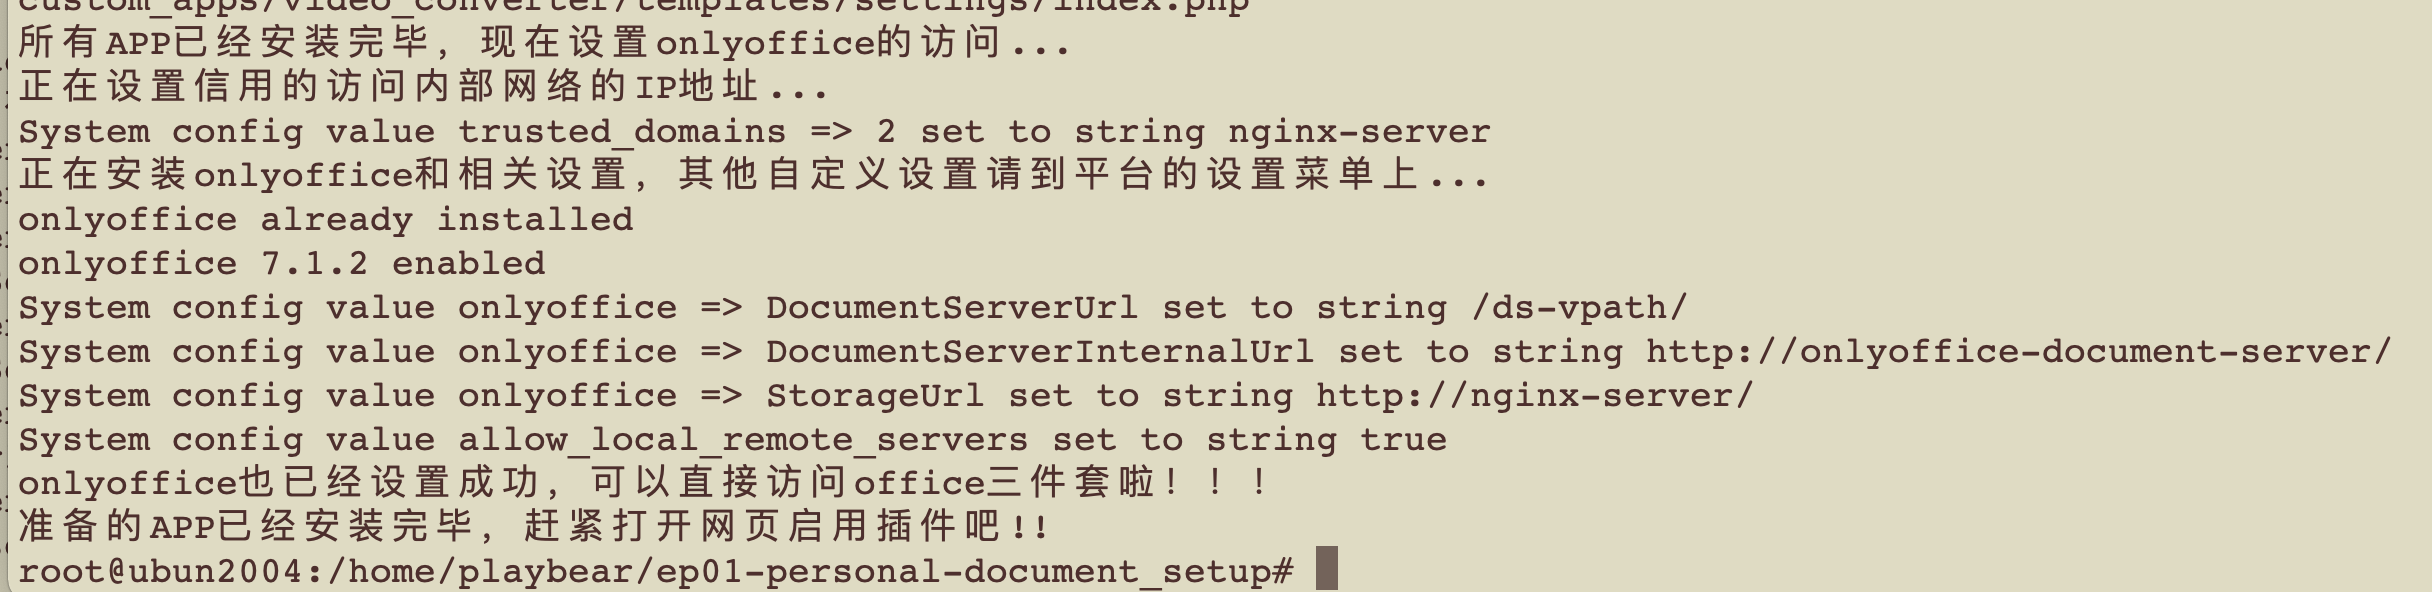 custom_apps/video_converter/templates/settings/index.php
所有APP已经安装完毕，现在设置onlyoffice的访问...
正在设置信用的访问内部网络的IP地址...
System config value trusted_domains => 2 set to string nginx-server
正在安装onlyoffice和相关设置，其他自定义设置请到平台的设置菜单上...
onlyoffice already installed
onlyoffice 7.1.2 enabled
System config value onlyoffice => DocumentServerUrl set to string /ds-vpath/
System config value onlyoffice => DocumentServerInternalUrl set to string http://onlyoffice-document-server/
System config value onlyoffice => StorageUrl set to string http://nginx-server/
System config value allow_local_remote_servers set to string true
onlyoffice也已经设置成功，可以直接访问office三件套啦！！！
准备的APP已经安装完毕，赶紧打开网页启用插件吧!!
root@ubun2004:/home/playbear/ep01-personal-document_setup#